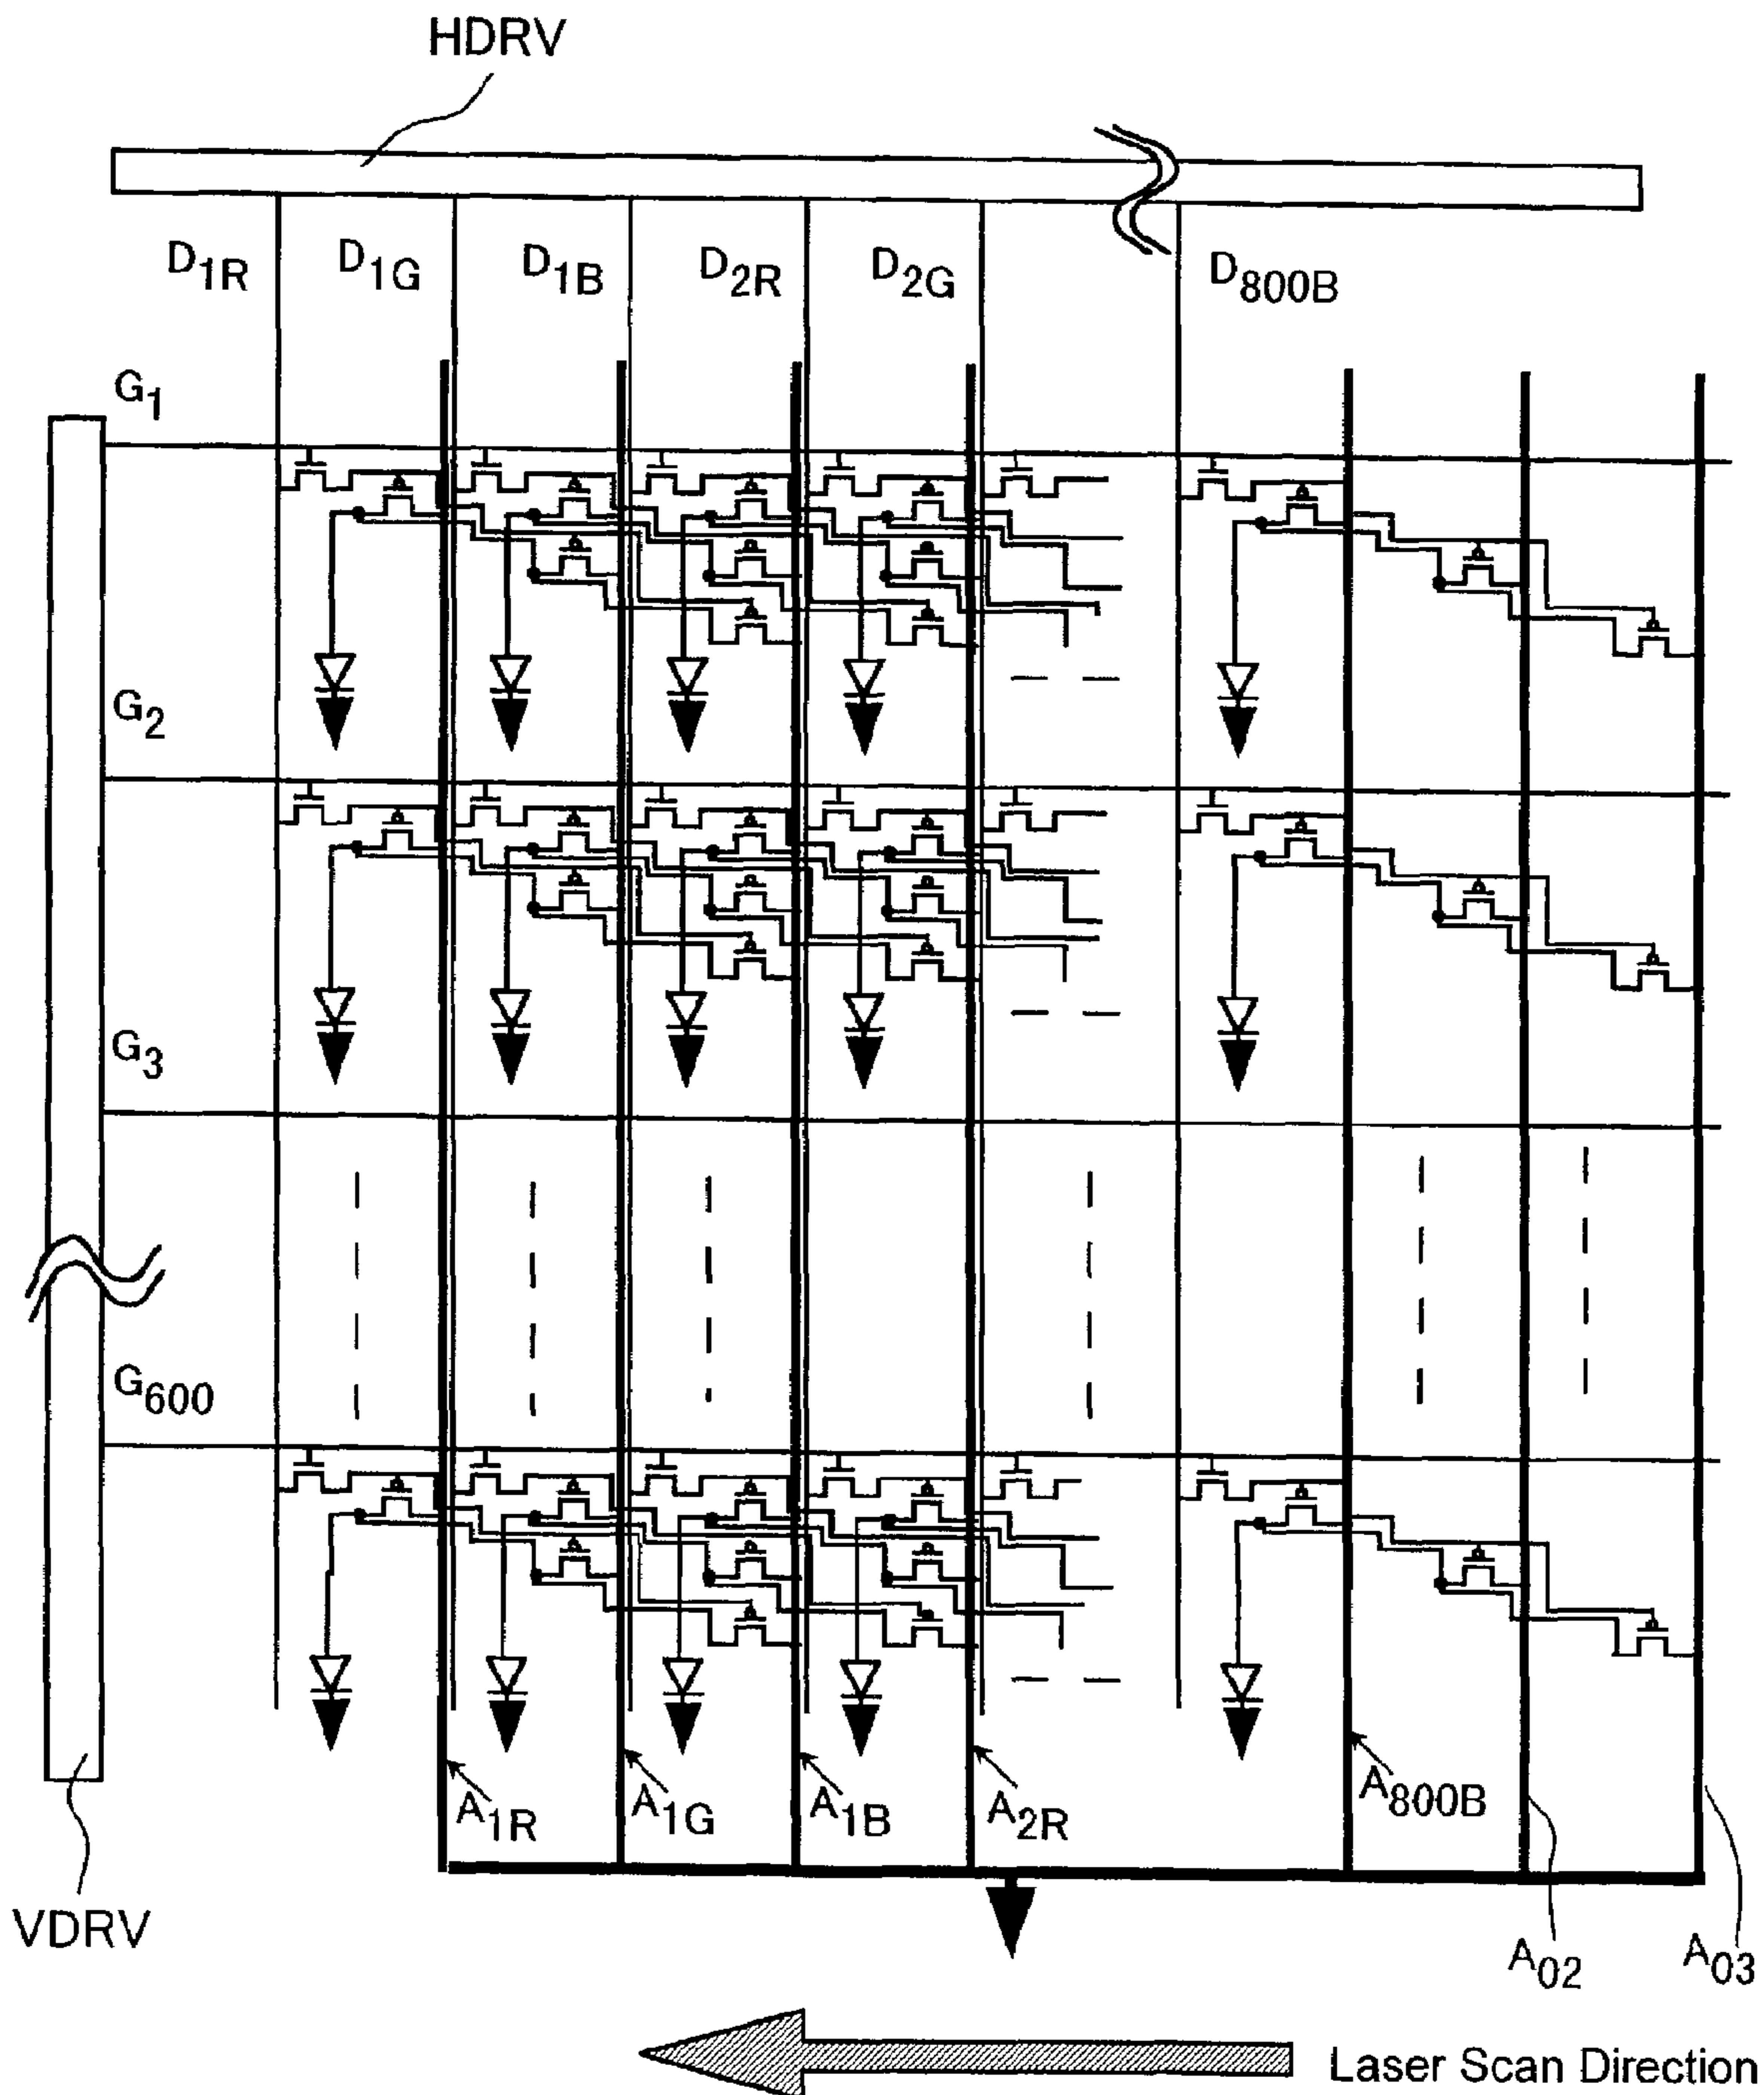 HDRV
D1R D1G D1B D2R D2G D800B
G1
G2
G3
G600
A1R A1G A1B A2R A800B
VDRV
A02 A03
Laser Scan Direction